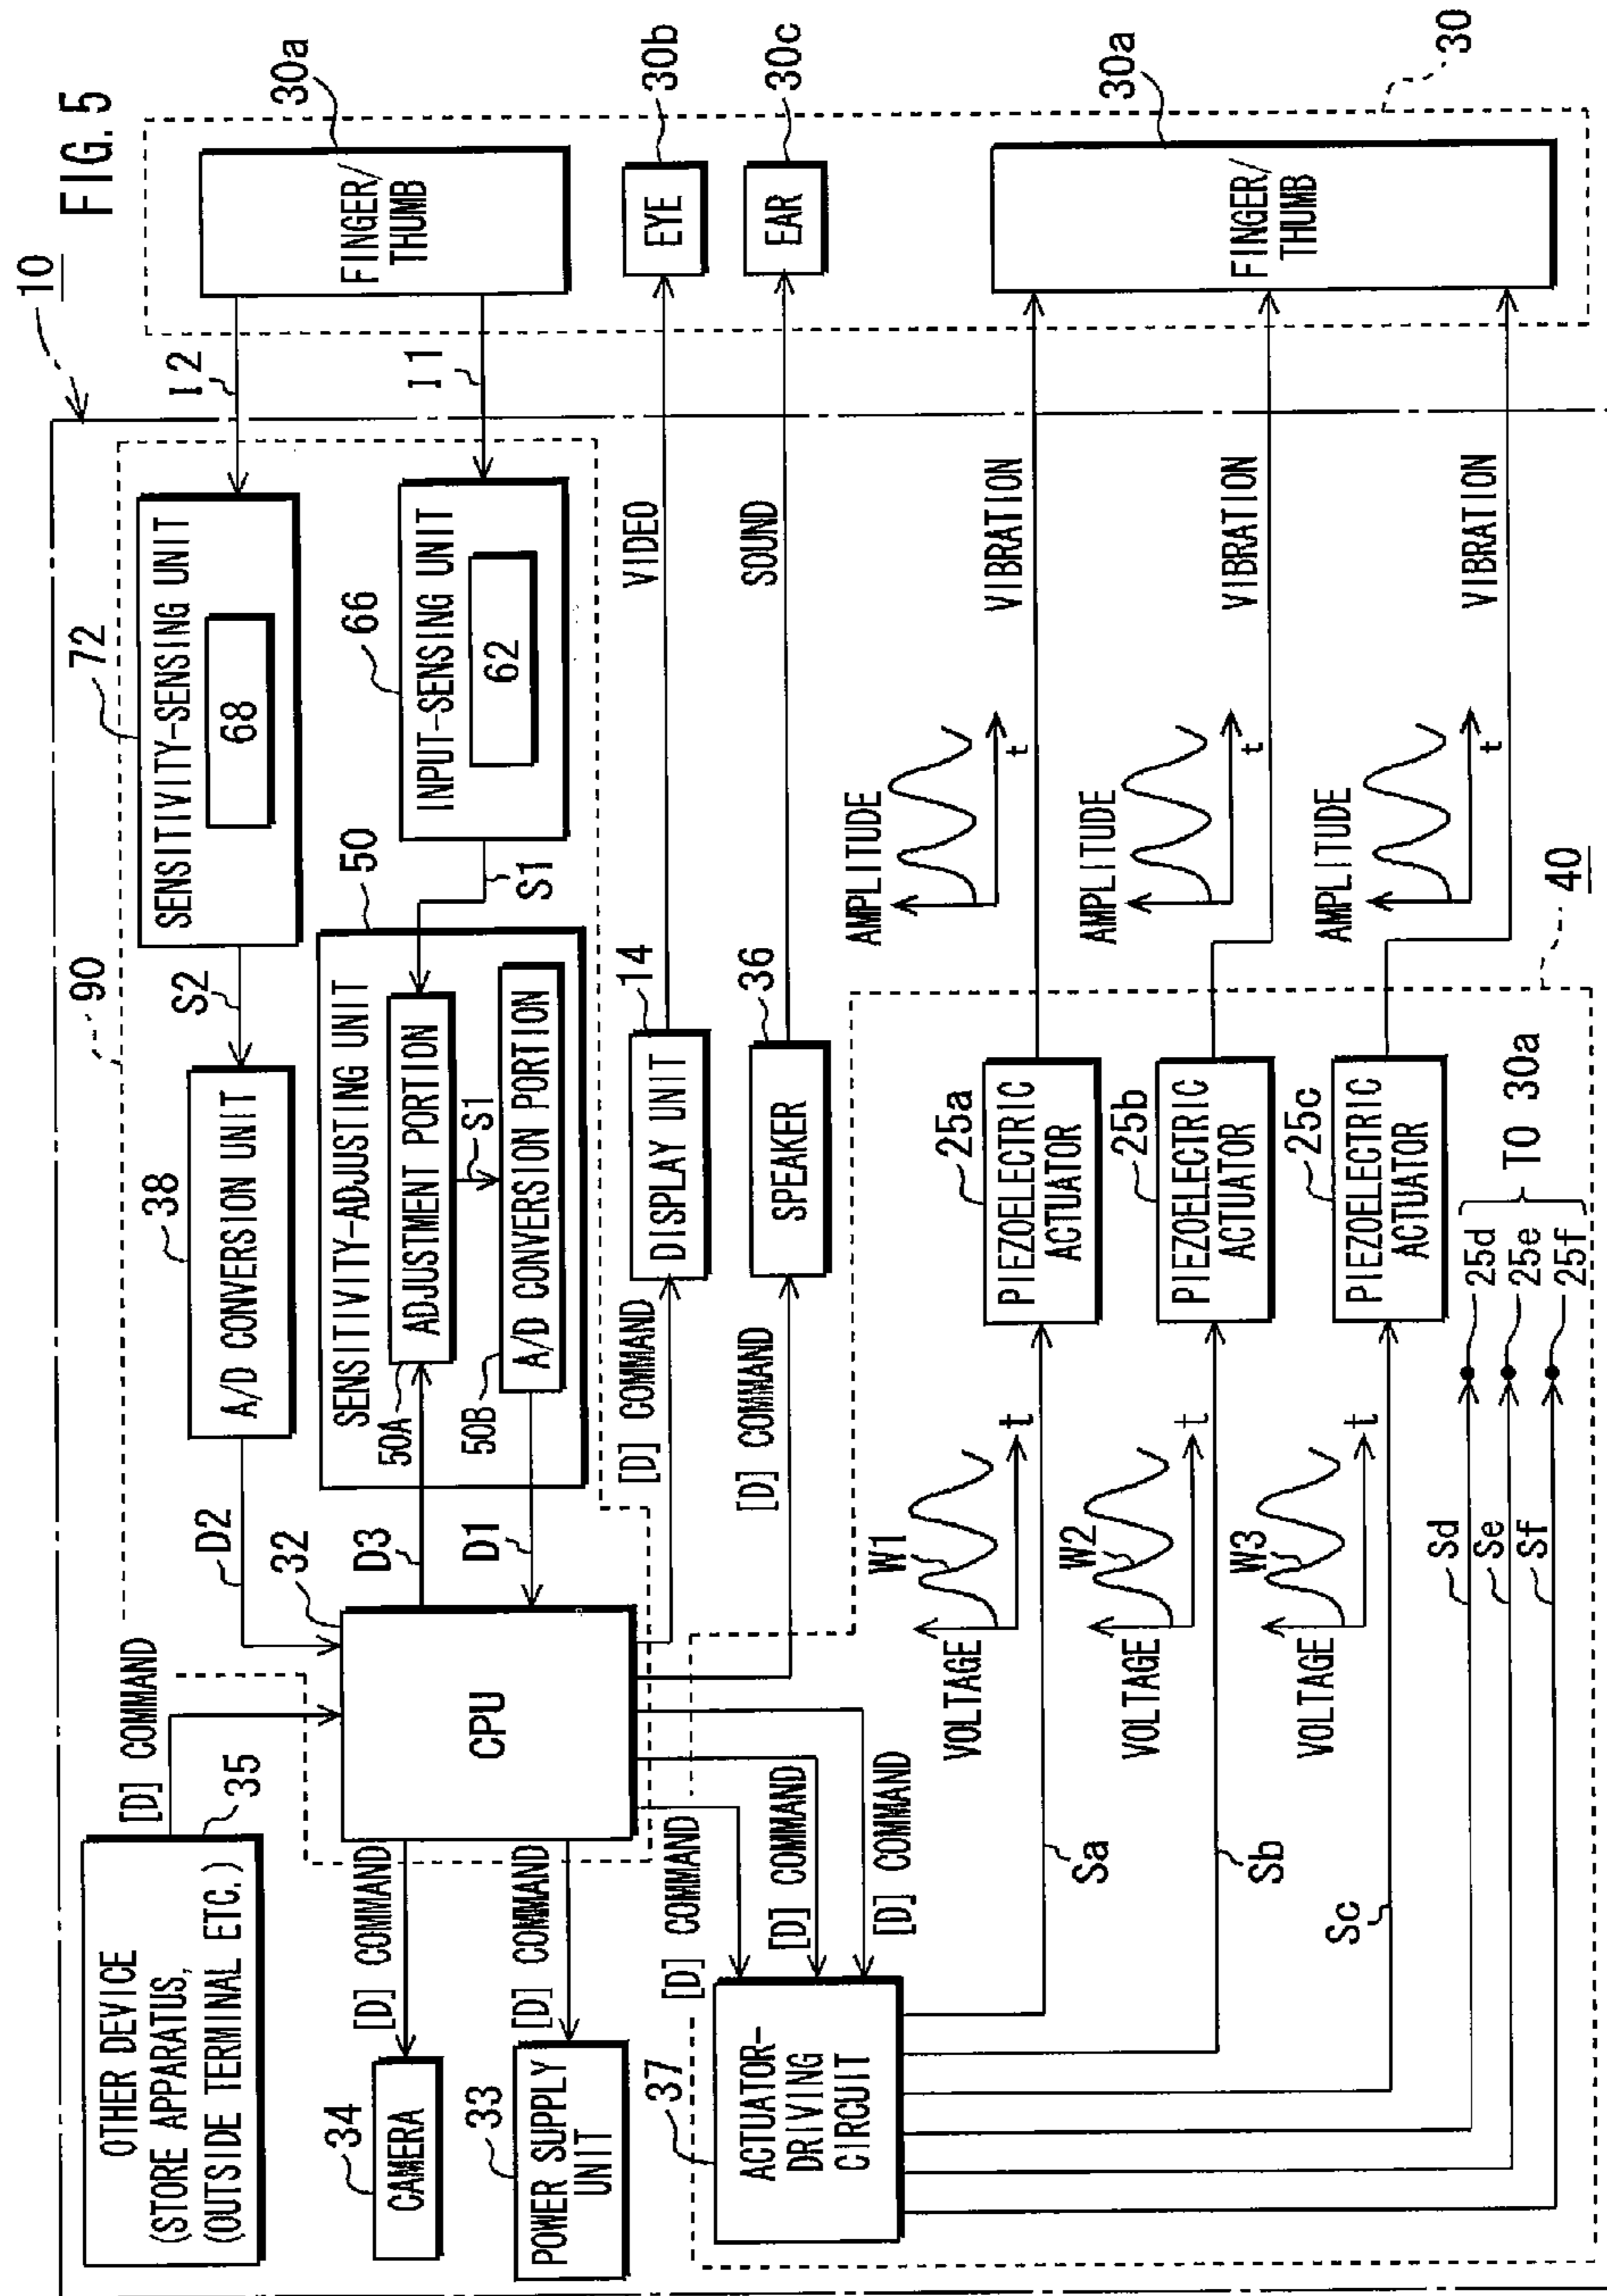 FIG. 5
10
OTHER DEVICE
(STORE APPARATUS,
(OUTSIDE TERMINAL ETC.)
35
[D] COMMAND
90
D2
38
A/D CONVERSION UNIT
S2
72
SENSITIVITY-SENSING UNIT
68
I2
FINGER/
THUMB
30a
I1
34
CAMERA
[D] COMMAND
33
POWER SUPPLY
UNIT
[D] COMMAND
32
CPU
D3
D1
SENSITIVITY-ADJUSTING UNIT
50
50A
ADJUSTMENT PORTION
S1
50B
A/D CONVERSION PORTION
S1
66
INPUT-SENSING UNIT
62
[D] COMMAND
14
DISPLAY UNIT
VIDEO
EYE
30b
[D] COMMAND
36
SPEAKER
SOUND
EAR
30c
[D] COMMAND
[D] COMMAND
[D] COMMAND
37
ACTUATOR-
DRIVING
CIRCUIT
VOLTAGE
W1
t
Sa
25a
PIEZOELECTRIC
ACTUATOR
AMPLITUDE
t
VIBRATION
VOLTAGE
W2
t
Sb
25b
PIEZOELECTRIC
ACTUATOR
AMPLITUDE
t
VIBRATION
VOLTAGE
W3
t
Sc
25c
PIEZOELECTRIC
ACTUATOR
AMPLITUDE
t
VIBRATION
FINGER/
THUMB
30a
30
Sd
25d
Se
25e
Sf
25f
TO 30a
40